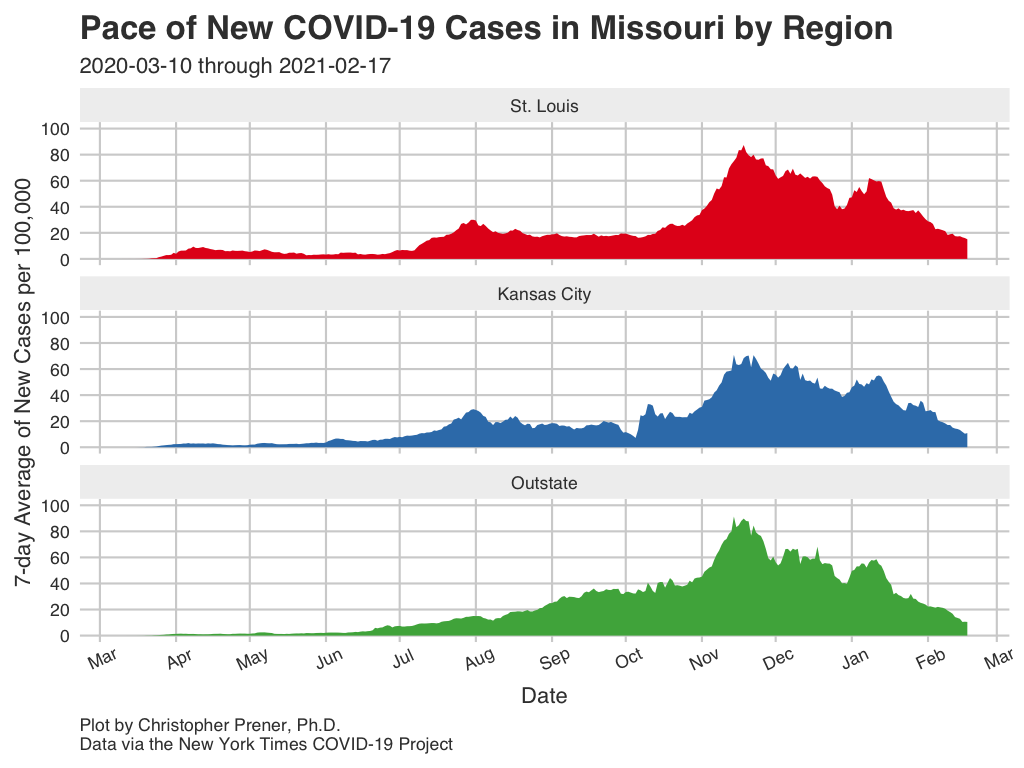 Pace of New COVID-19 Cases in Missouri by Region
2020-03-10 through 2021-02-17
7-day Average of New Cases per 100,000
St. Louis
100
80
60
40
20
0
Kansas City
100
80
60
40
20
0
Outstate
100
80
60
40
20
0
Mar Apr May Jun Jul Aug Sep Oct Nov Dec Jan Feb Mar
Date
Plot by Christopher Prener, Ph.D.
Data via the New York Times COVID-19 Project